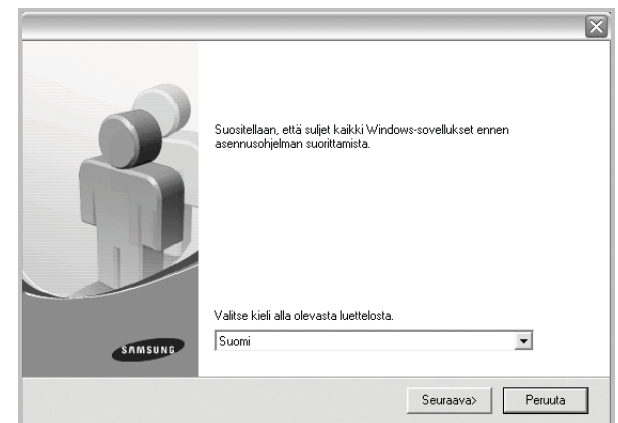 Suositellaan, että suljet kaikki Windows-sovellukset ennen
asennusohjelman suorittamista.
Valitse kieli alla olevasta luettelosta.
Suomi
SAMSUNG
Seuraava>
Peruuta